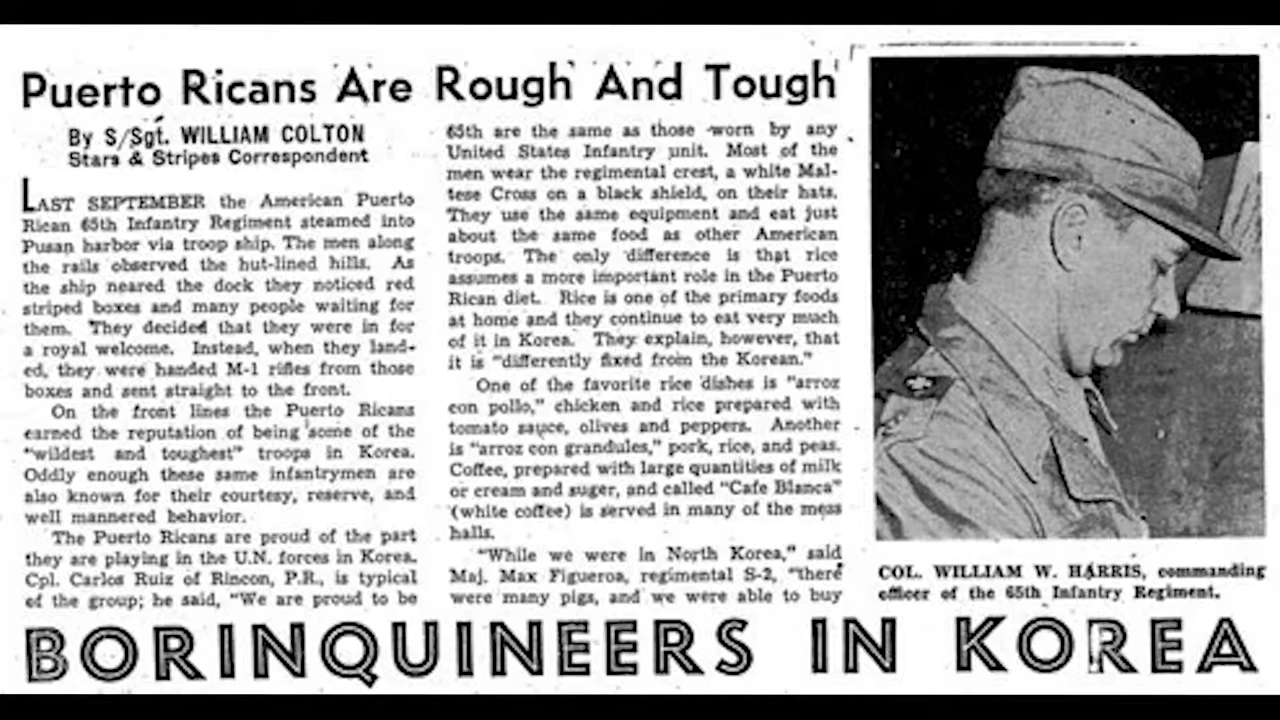 Puerto Ricans Are Rough And Tough
By S/Sgt. WILLIAM COLTON
Stars & Stripes Correspondent
LAST SEPTEMBER the American Puerto
Rican 65th Infantry Regiment steamed into
Pusan harbor via troop ship. The men along
the rails observed the hut-lined hills. As
the ship neared the dock they noticed red
striped boxes and many people waiting for
them. They decided that they were in for
a royal welcome. Instead, when they land-
ed, they were handed M-1 rifles from those
boxes and sent straight to the front.
On the front lines the Puerto Ricans
earned the reputation of being some of the
"wildest and toughest" troops in Korea.
Oddly enough these same infantrymen are
also known for their courtesy, reserve, and
well mannered behavior.
The Puerto Ricans are proud of the part
they are playing in the U.N. forces in Korea.
Cpl. Carlos Ruiz of Rincon, P.R., is typical
of the group; he said, "We are proud to be
65th are the same as those worn by any
United States Infantry unit. Most of the
men wear the regimental crest, a white Mal-
tese Cross on a black shield, on their hats.
They use the same equipment and eat just
about the same food as other American
troops. The only difference is that rice
assumes a more important role in the Puerto
Rican diet. Rice is one of the primary foods
at home and they continue to eat very much
of it in Korea. They explain, however, that
it is "differently fixed from the Korean."
One of the favorite rice dishes is "arroz
con pollo," chicken and rice prepared with
tomato sauce, olives and peppers. Another
is "arroz con grandules," pork, rice, and peas.
Coffee, prepared with large quantities of milk
or cream and suger, and called "Cafe Blanca"
(white coffee) is served in many of the mess
halls.
"While we were in North Korea," said
Maj. Max Figueroa, regimental S-2, "there
were many pigs, and we were able to buy
COL. WILLIAM W. HARRIS, commanding
officer of the 65th Infantry Regiment.
BORINQUINEERS IN KOREA